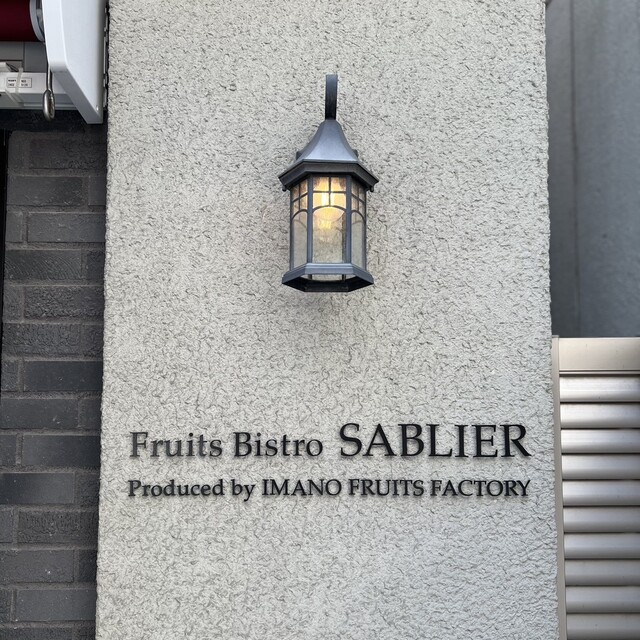 Fruits Bistro SABLIER
Produced by IMANO FRUITS FACTORY